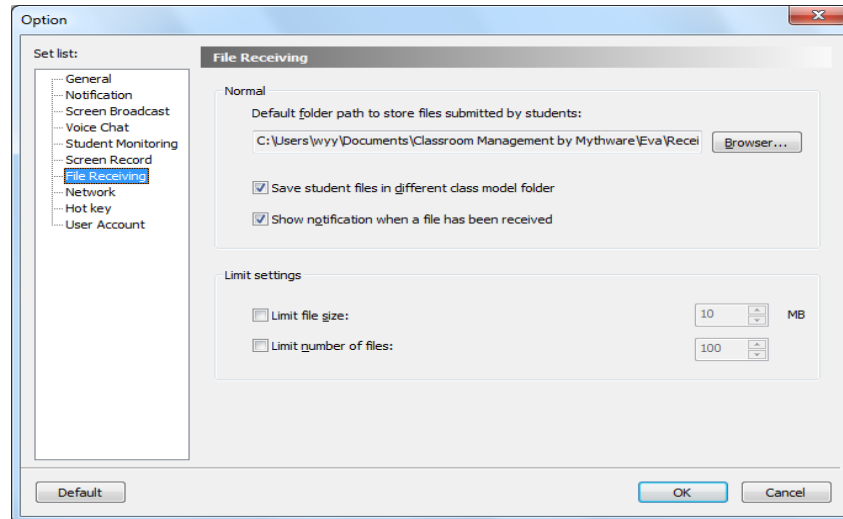 Option
Set list:
General
Notification
Screen Broadcast
Voice Chat
Student Monitoring
Screen Record
File Receiving
Network
Hot key
User Account
File Receiving
Normal
Default folder path to store files submitted by students:
C:\Users\wyy\Documents\Classroom Management by Mythware\Eva\Recei
Browser...
Save student files in different class model folder
Show notification when a file has been received
Limit settings
Limit file size:
10 MB
Limit number of files:
100
Default
OK
Cancel